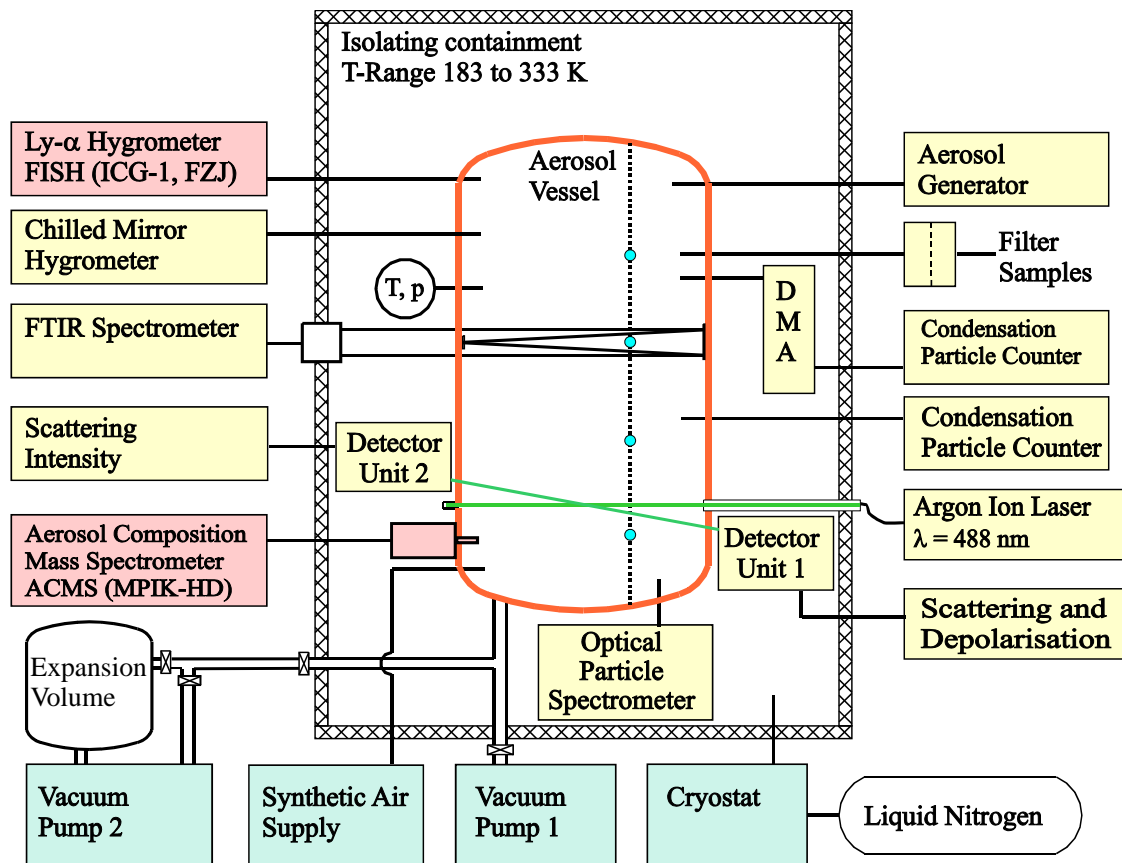 Isolating containment
T-Range 183 to 333 K
Ly-α Hygrometer
FISH (ICG-1, FZJ)
Chilled Mirror
Hygrometer
FTIR Spectrometer
Scattering
Intensity
Aerosol Composition
Mass Spectrometer
ACMS (MPIK-HD)
Aerosol
Vessel
T, p
Detector
Unit 2
Aerosol
Generator
Filter
Samples
D
M
A
Condensation
Particle Counter
Condensation
Particle Counter
Argon Ion Laser
λ = 488 nm
Detector
Unit 1
Scattering and
Depolarisation
Optical
Particle
Spectrometer
Expansion
Volume
Vacuum
Pump 2
Synthetic Air
Supply
Vacuum
Pump 1
Cryostat
Liquid Nitrogen